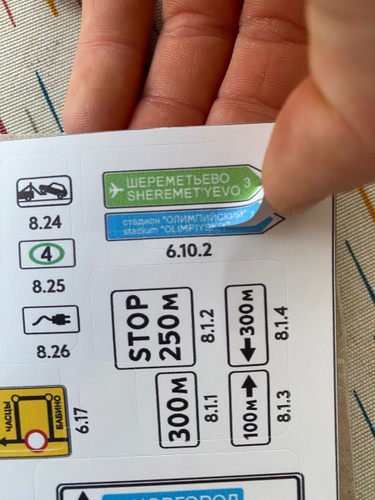 ШЕРЕМЕТЬЕВО
SHEREMET'YEVO 3
стадион "ОЛИМПИЙСКИЙ"
stadium "OLIMPIYSKIY"
6.10.2
8.24
4
8.25
8.26
STOP
250 м
8.1.2
300 м
8.1.4
300 м
8.1.1
100 м
8.1.3
ЧАСЦЫ
БАБИНО
6.17
НОВГОРОД